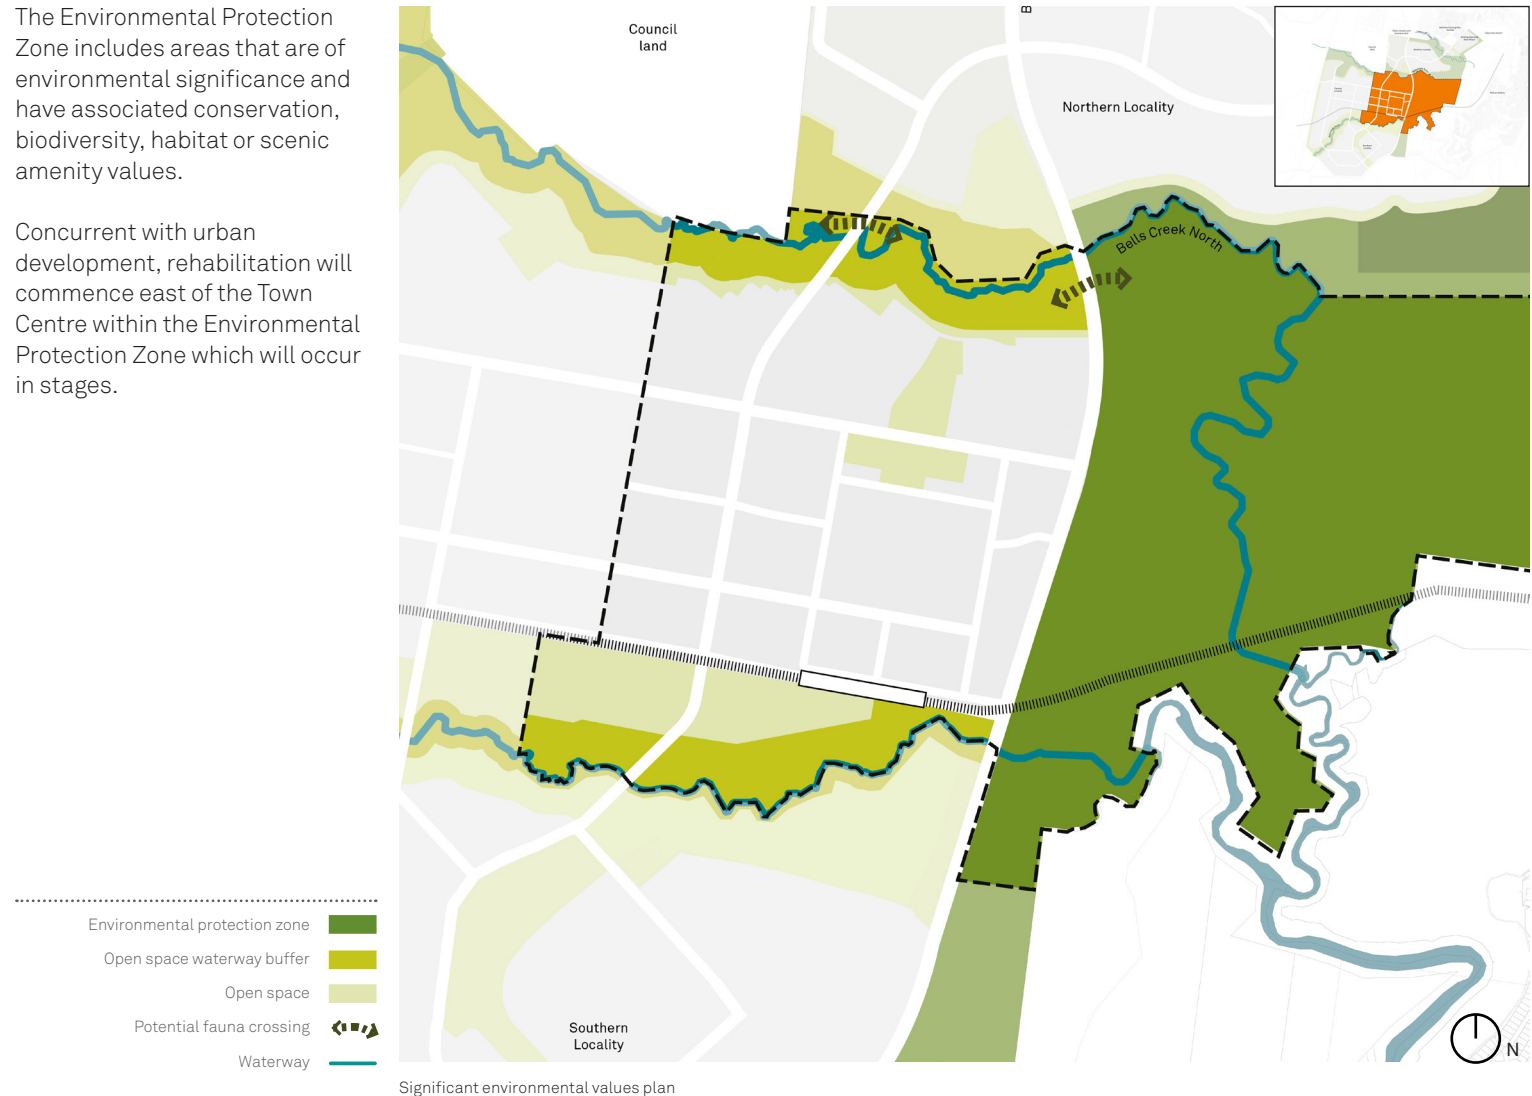 The Environmental Protection
Zone includes areas that are of
environmental significance and
have associated conservation,
biodiversity, habitat or scenic
amenity values.
Concurrent with urban
development, rehabilitation will
commence east of the Town
Centre within the Environmental
Protection Zone which will occur
in stages.
Council
land
B
Northern Locality
Bells Creek North
Southern
Locality
Environmental protection zone
Open space waterway buffer
Open space
Potential fauna crossing
Waterway
N
Significant environmental values plan